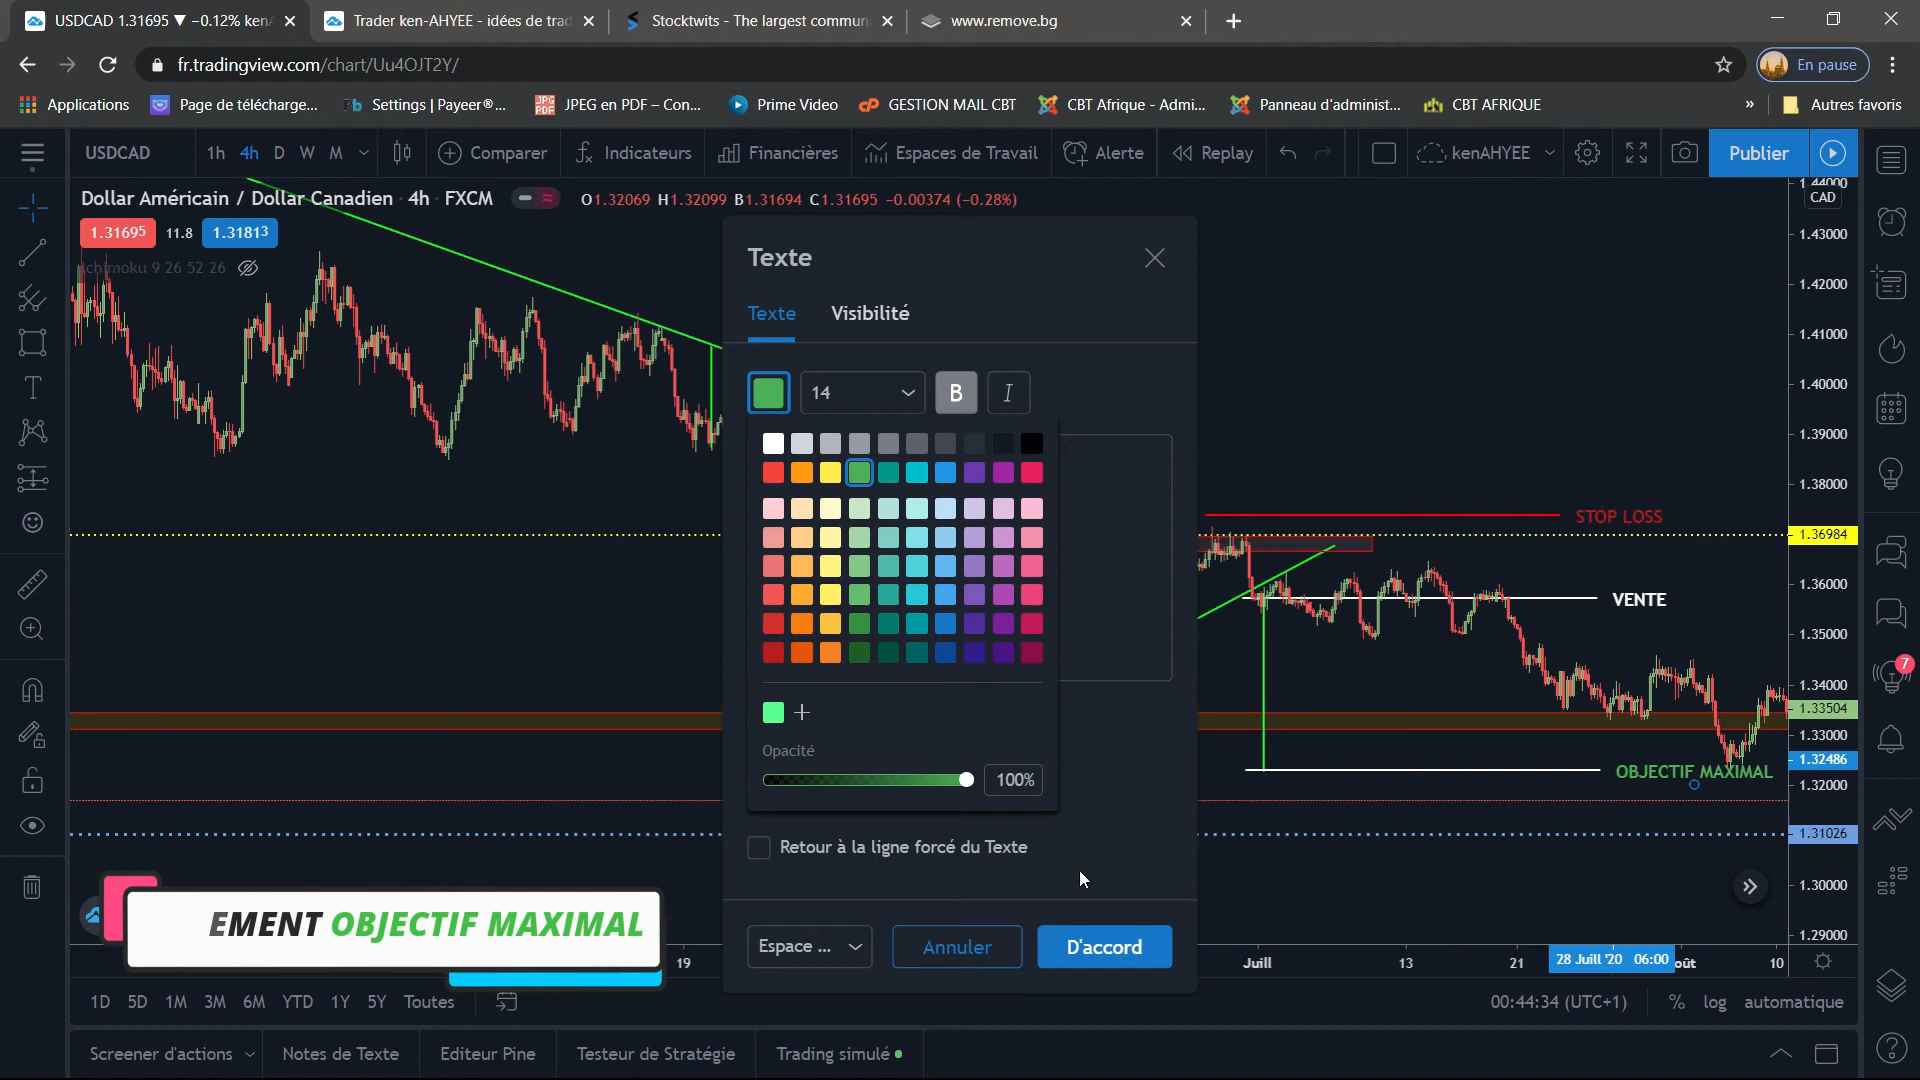 USDCAD 1.31695 ▼ −0.12% ken
Trader ken-AHYEE - idées de trad
Stocktwits - The largest commun
www.remove.bg
fr.tradingview.com/chart/Uu4OJT2Y/
En pause
Applications
Page de télécharge...
Settings | Payeer®...
JPEG en PDF – Con...
Prime Video
GESTION MAIL CBT
CBT Afrique - Admi...
Panneau d'administ...
CBT AFRIQUE
»
Autres favoris
USDCAD
1h 4h D W M
Comparer
Indicateurs
Financières
Espaces de Travail
Alerte
Replay
kenAHYEE
Publier
Dollar Américain / Dollar Canadien · 4h · FXCM
O1.32069 H1.32099 B1.31694 C1.31695 −0.00374 (−0.28%)
1.31695
11.8
1.31813
Ichimoku 9 26 52 26
Texte
Texte
Visibilité
14
B
I
Opacité
100%
Retour à la ligne forcé du Texte
Espace ...
Annuler
D'accord
STOP LOSS
VENTE
OBJECTIF MAXIMAL
1.44000
CAD
1.43000
1.42000
1.41000
1.40000
1.39000
1.38000
1.36984
1.36000
1.35000
1.34000
1.33504
1.33000
1.32486
1.32000
1.31026
1.30000
1.29000
7
EMENT OBJECTIF MAXIMAL
19
Juill
13
21
28 Juill '20 06:00
oût
10
1D 5D 1M 3M 6M YTD 1Y 5Y Toutes
00:44:34 (UTC+1)
%
log
automatique
Screener d'actions
Notes de Texte
Editeur Pine
Testeur de Stratégie
Trading simulé